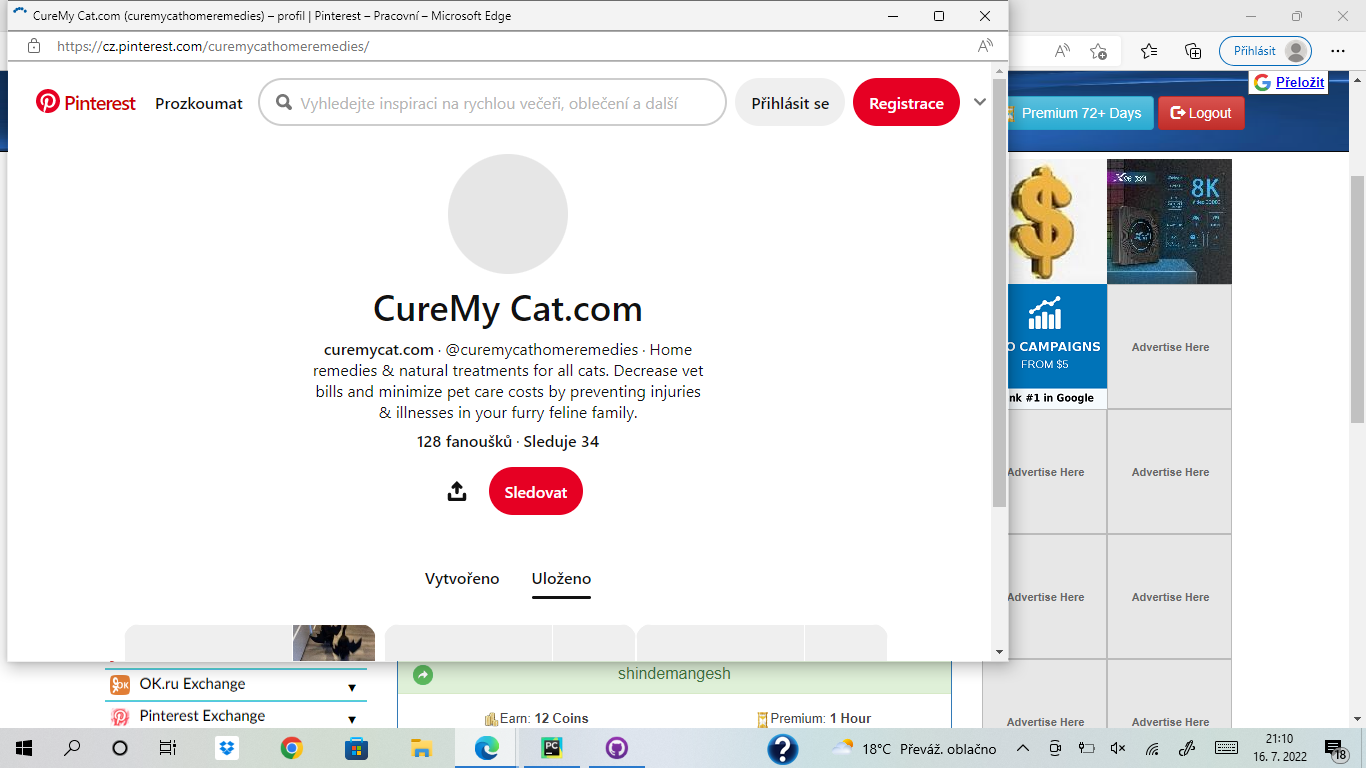 CureMy Cat.com (curemycathomeremedies) – profil | Pinterest – Pracovní – Microsoft Edge
https://cz.pinterest.com/curemycathomeremedies/
Přihlásit
Přeložit
Pinterest
Prozkoumat
Vyhledejte inspiraci na rychlou večeři, oblečení a další
Přihlásit se
Registrace
Premium 72+ Days
Logout
8K
CureMy Cat.com
curemycat.com · @curemycathomeremedies · Home
remedies & natural treatments for all cats. Decrease vet
bills and minimize pet care costs by preventing injuries
& illnesses in your furry feline family.
128 fanoušků · Sleduje 34
Sledovat
Vytvořeno
Uloženo
O CAMPAIGNS
FROM $5
nk #1 in Google
Advertise Here
Advertise Here
Advertise Here
Advertise Here
Advertise Here
Advertise Here
Advertise Here
OK.ru Exchange
Pinterest Exchange
shindemangesh
Earn: 12 Coins
Premium: 1 Hour
18°C Převáž. oblačno
21:10
16. 7. 2022
18